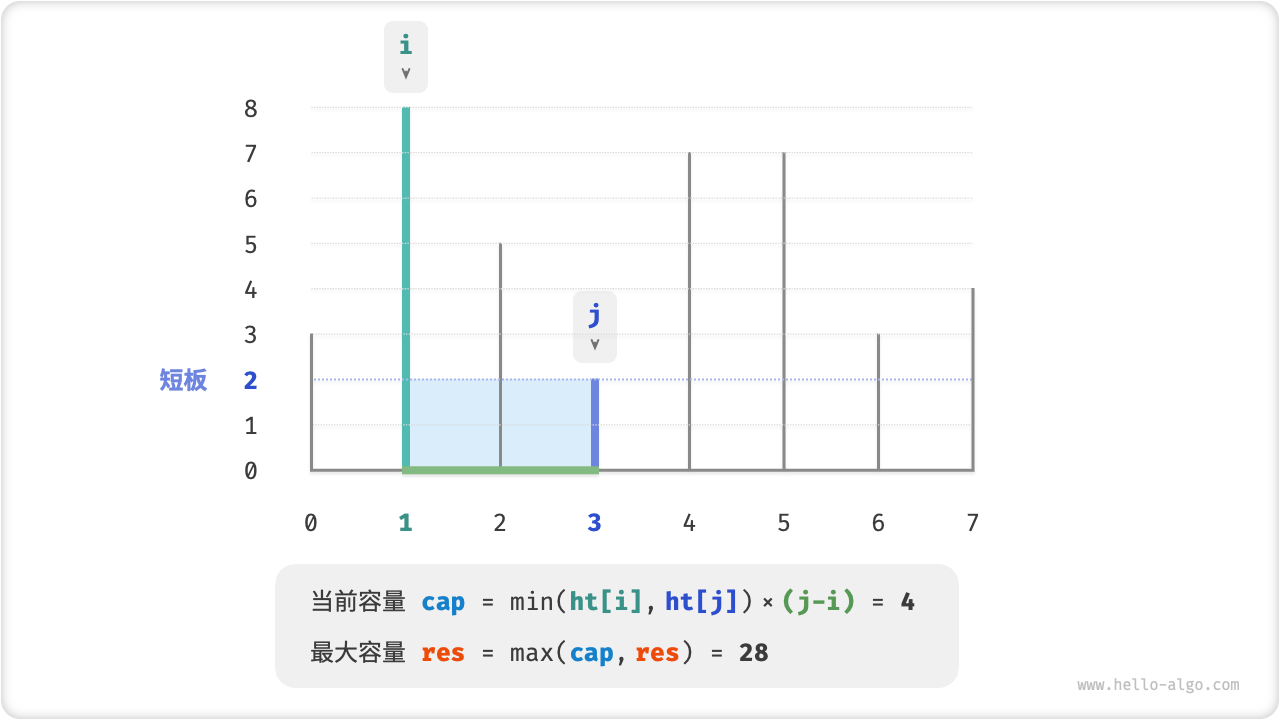 i
8
7
6
5
4
j
3
短板 2
1
0
0 1 2 3 4 5 6 7
当前容量 cap = min(ht[i], ht[j]) × (j-i) = 4
最大容量 res = max(cap, res) = 28
www.hello-algo.com